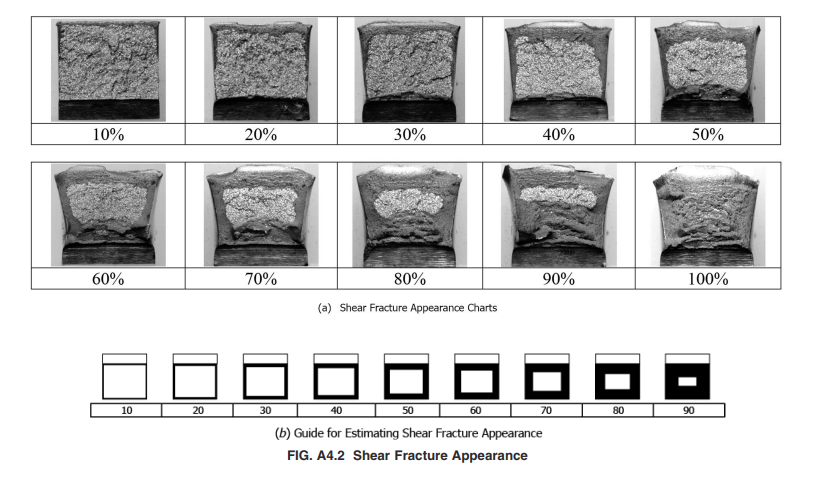 10% 20% 30% 40% 50%
60% 70% 80% 90% 100%
(a) Shear Fracture Appearance Charts
10 20 30 40 50 60 70 80 90
(b) Guide for Estimating Shear Fracture Appearance
FIG. A4.2 Shear Fracture Appearance